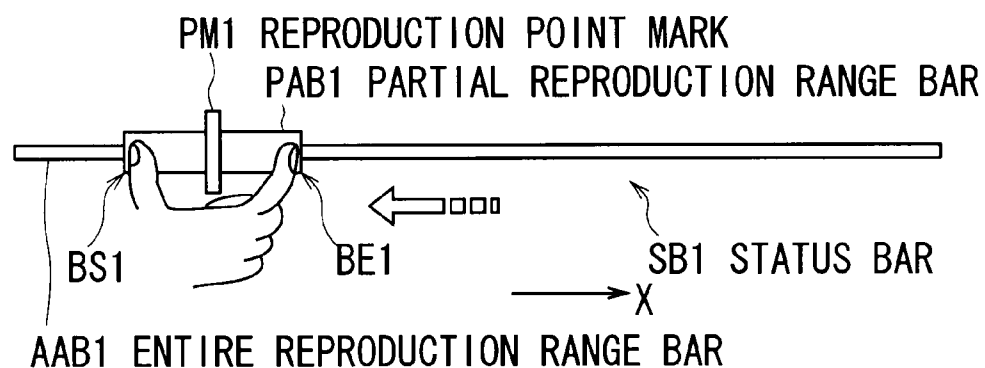 PM1 REPRODUCTION POINT MARK
PAB1 PARTIAL REPRODUCTION RANGE BAR
BS1
BE1
SB1 STATUS BAR
X
AAB1 ENTIRE REPRODUCTION RANGE BAR